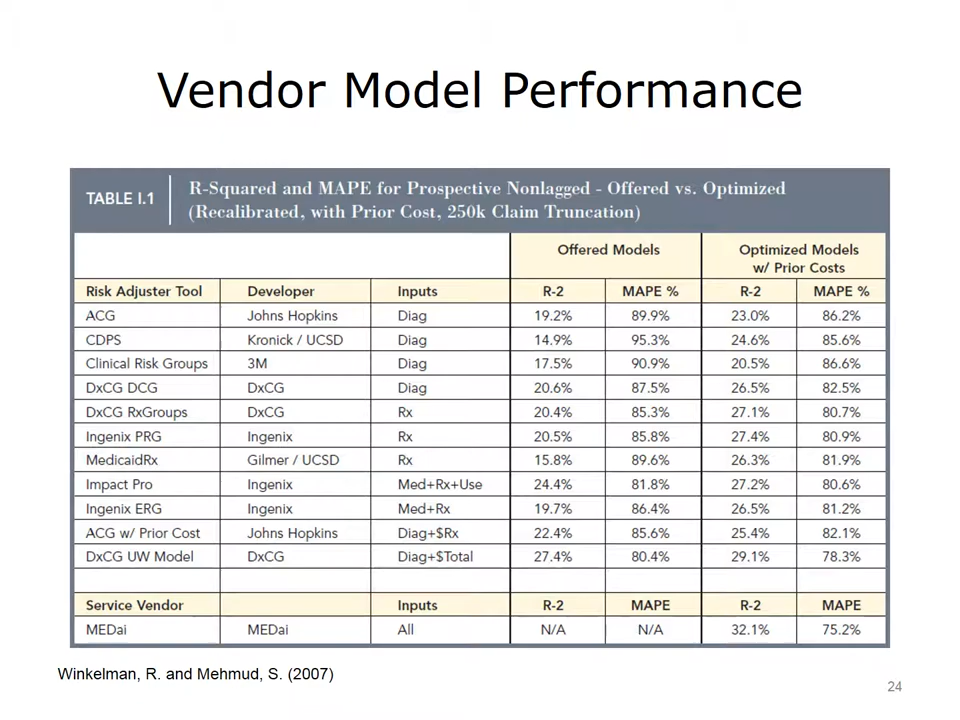 Vendor Model Performance
TABLE I.1
R-Squared and MAPE for Prospective Nonlagged - Offered vs. Optimized
(Recalibrated, with Prior Cost, 250k Claim Truncation)
Offered Models Optimized Models
w/ Prior Costs
Risk Adjuster Tool Developer Inputs R-2 MAPE % R-2 MAPE %
ACG Johns Hopkins Diag 19.2% 89.9% 23.0% 86.2%
CDPS Kronick / UCSD Diag 14.9% 95.3% 24.6% 85.6%
Clinical Risk Groups 3M Diag 17.5% 90.9% 20.5% 86.6%
DxCG DCG DxCG Diag 20.6% 87.5% 26.5% 82.5%
DxCG RxGroups DxCG Rx 20.4% 85.3% 27.1% 80.7%
Ingenix PRG Ingenix Rx 20.5% 85.8% 27.4% 80.9%
MedicaidRx Gilmer / UCSD Rx 15.8% 89.6% 26.3% 81.9%
Impact Pro Ingenix Med+Rx+Use 24.4% 81.8% 27.2% 80.6%
Ingenix ERG Ingenix Med+Rx 19.7% 86.4% 26.5% 81.2%
ACG w/ Prior Cost Johns Hopkins Diag+$Rx 22.4% 85.6% 25.4% 82.1%
DxCG UW Model DxCG Diag+$Total 27.4% 80.4% 29.1% 78.3%
Service Vendor Inputs R-2 MAPE R-2 MAPE
MEDai MEDai All N/A N/A 32.1% 75.2%
Winkelman, R. and Mehmud, S. (2007)
24